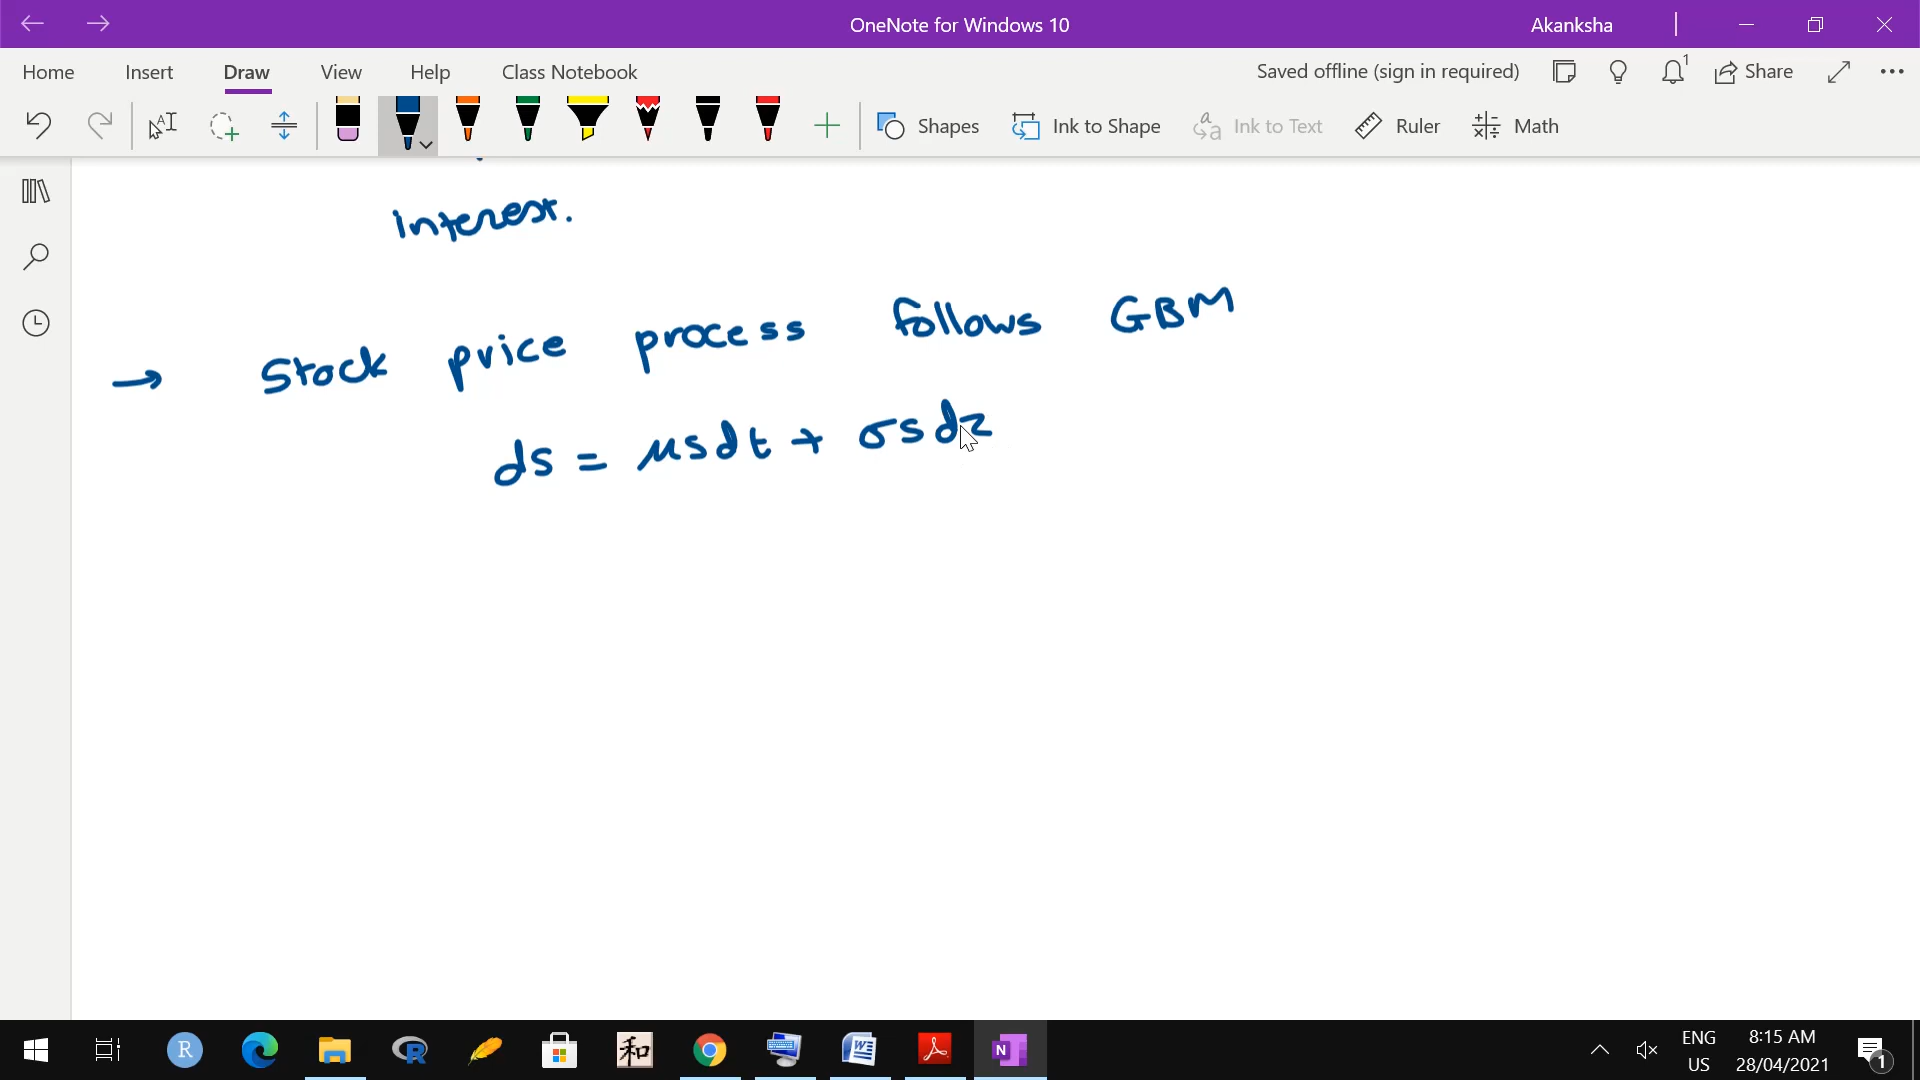 OneNote for Windows 10
Akanksha
Home Insert Draw View Help Class Notebook
Saved offline (sign in required) 1 Share
Shapes Ink to Shape Ink to Text Ruler Math
interest.
→ Stock price process follows GBM
ds = μsdt + σsdz
ENG 8:15 AM
US 28/04/2021 1